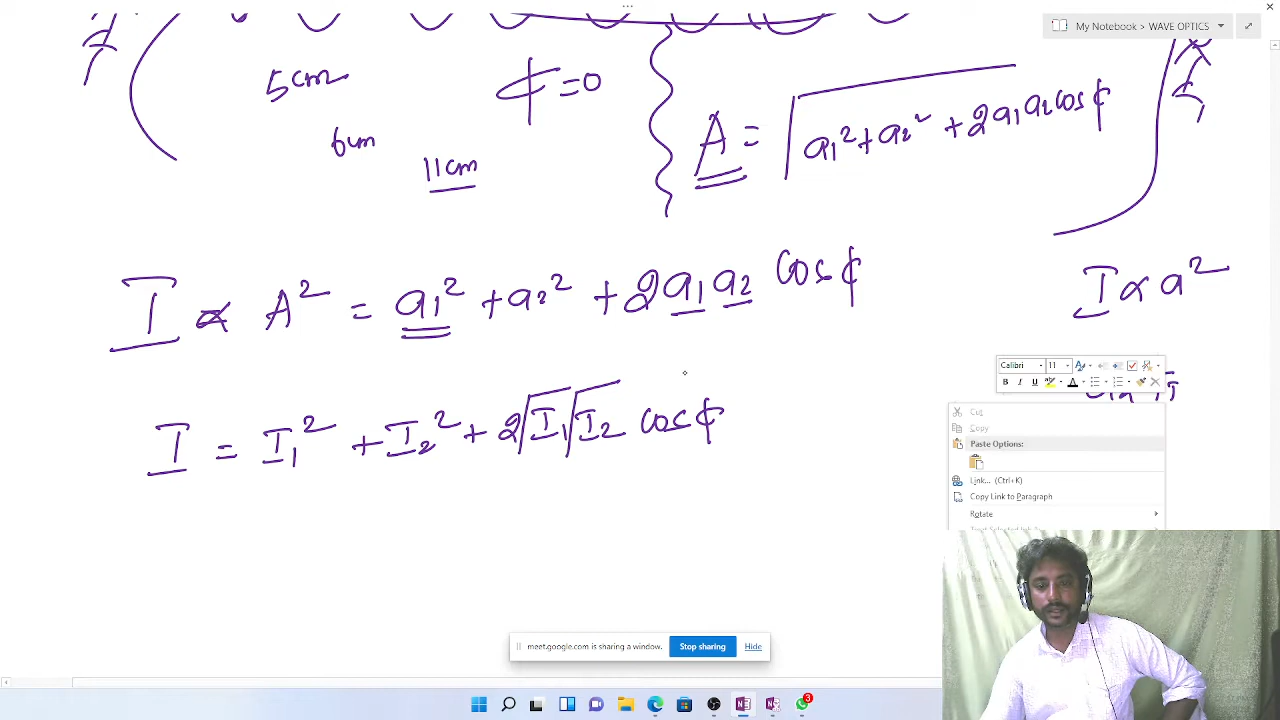 My Notebook > WAVE OPTICS
5cm
ϕ=0
6cm
11cm
A = √a₁²+a₂²+2a₁a₂cosϕ
I ∝ A² = a₁² + a₂² + 2a₁a₂ cosϕ
I ∝ a²
I = I₁² + I₂² + 2√I₁√I₂ cosϕ
Calibri 11
B I U
Cut
Copy
Paste Options:
Link... (Ctrl+K)
Copy Link to Paragraph
Rotate
meet.google.com is sharing a window.
Stop sharing
Hide
3